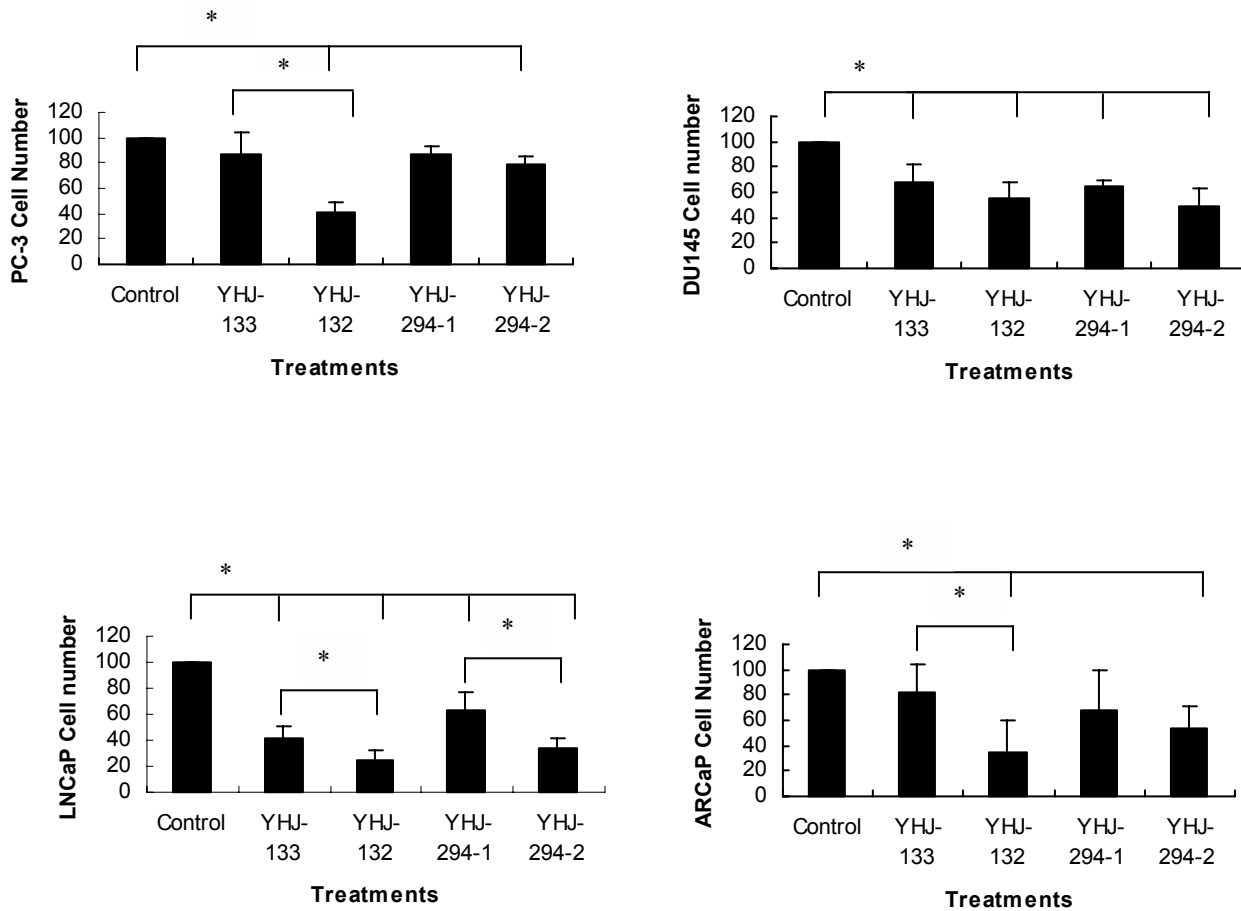 *
*
PC-3 Cell Number
120
100
80
60
40
20
0
Control
YHJ-
133
YHJ-
132
YHJ-
294-1
YHJ-
294-2
Treatments
*
DU145 Cell number
120
100
80
60
40
20
0
Control
YHJ-
133
YHJ-
132
YHJ-
294-1
YHJ-
294-2
Treatments
*
*
*
LNCaP Cell number
120
100
80
60
40
20
0
Control
YHJ-
133
YHJ-
132
YHJ-
294-1
YHJ-
294-2
Treatments
*
*
ARCaP Cell Number
120
100
80
60
40
20
0
Control
YHJ-
133
YHJ-
132
YHJ-
294-1
YHJ-
294-2
Treatments